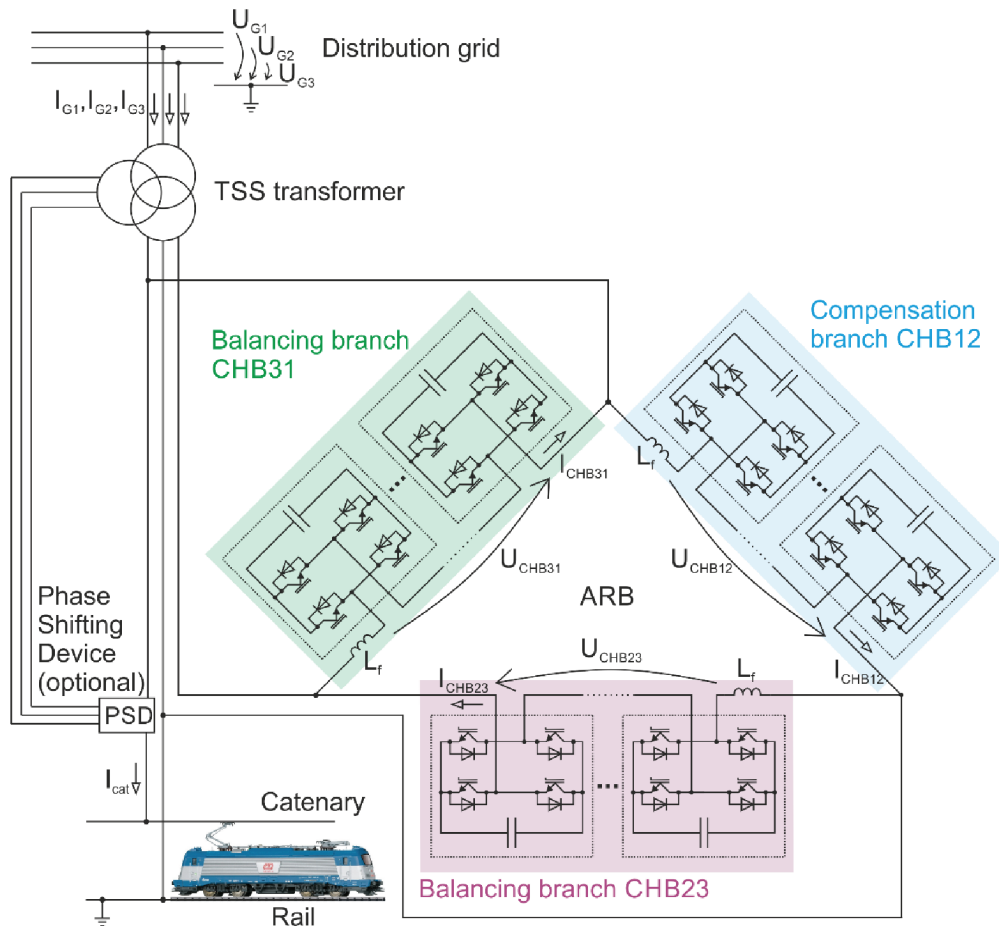 U_G1
U_G2
U_G3
Distribution grid
I_G1,I_G2,I_G3
TSS transformer
Balancing branch
CHB31
Compensation
branch CHB12
L_f
I_CHB31
U_CHB31
U_CHB12
ARB
Phase
Shifting
Device
(optional)
L_f
U_CHB23
I_CHB23
L_f
I_CHB12
PSD
I_cat
Catenary
Rail
Balancing branch CHB23